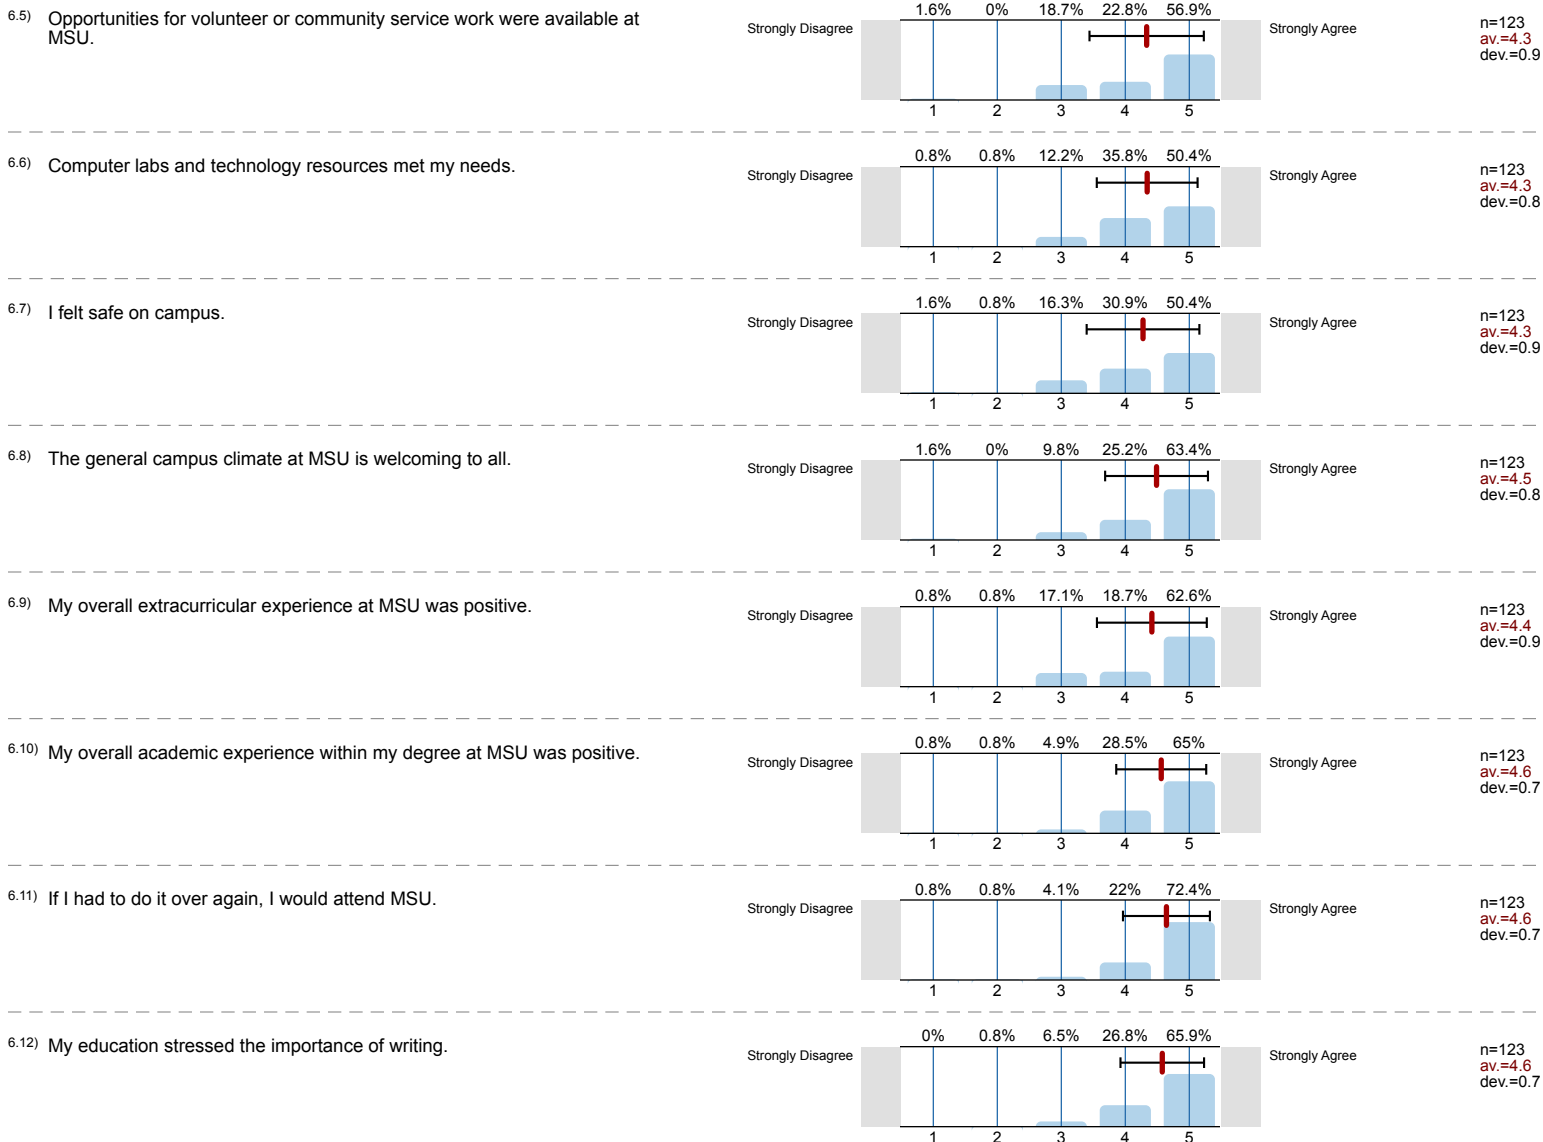 6.5) Opportunities for volunteer or community service work were available at
MSU.
1.6% 0% 18.7% 22.8% 56.9%
Strongly Disagree
Strongly Agree
n=123
av.=4.3
dev.=0.9
1 2 3 4 5
6.6) Computer labs and technology resources met my needs.
0.8% 0.8% 12.2% 35.8% 50.4%
Strongly Disagree
Strongly Agree
n=123
av.=4.3
dev.=0.8
1 2 3 4 5
6.7) I felt safe on campus.
1.6% 0.8% 16.3% 30.9% 50.4%
Strongly Disagree
Strongly Agree
n=123
av.=4.3
dev.=0.9
1 2 3 4 5
6.8) The general campus climate at MSU is welcoming to all.
1.6% 0% 9.8% 25.2% 63.4%
Strongly Disagree
Strongly Agree
n=123
av.=4.5
dev.=0.8
1 2 3 4 5
6.9) My overall extracurricular experience at MSU was positive.
0.8% 0.8% 17.1% 18.7% 62.6%
Strongly Disagree
Strongly Agree
n=123
av.=4.4
dev.=0.9
1 2 3 4 5
6.10) My overall academic experience within my degree at MSU was positive.
0.8% 0.8% 4.9% 28.5% 65%
Strongly Disagree
Strongly Agree
n=123
av.=4.6
dev.=0.7
1 2 3 4 5
6.11) If I had to do it over again, I would attend MSU.
0.8% 0.8% 4.1% 22% 72.4%
Strongly Disagree
Strongly Agree
n=123
av.=4.6
dev.=0.7
1 2 3 4 5
6.12) My education stressed the importance of writing.
0% 0.8% 6.5% 26.8% 65.9%
Strongly Disagree
Strongly Agree
n=123
av.=4.6
dev.=0.7
1 2 3 4 5